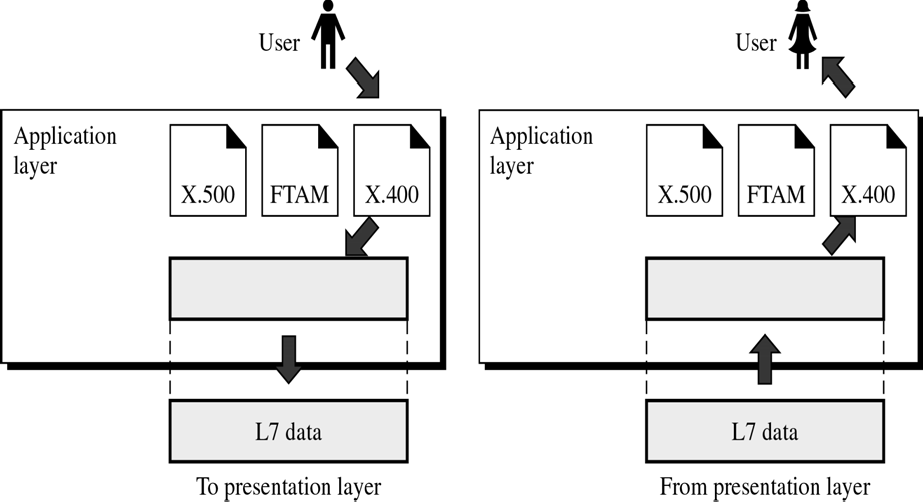 User
Application
layer
X.500
FTAM
X.400
L7 data
To presentation layer
User
Application
layer
X.500
FTAM
X.400
L7 data
From presentation layer